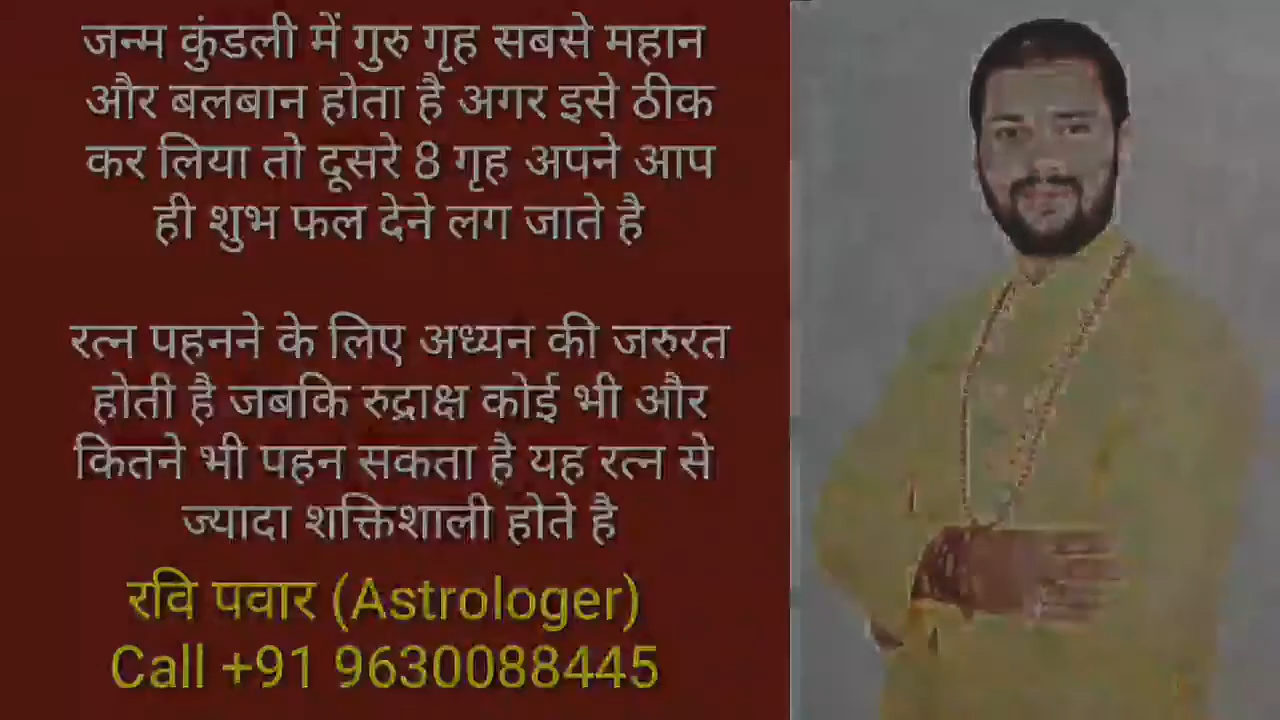 जन्म कुंडली में गुरु गृह सबसे महान
और बलबान होता है अगर इसे ठीक
कर लिया तो दूसरे 8 गृह अपने आप
ही शुभ फल देने लग जाते है
रत्न पहनने के लिए अध्यन की जरुरत
होती है जबकि रुद्राक्ष कोई भी और
कितने भी पहन सकता है यह रत्न से
ज्यादा शक्तिशाली होते है
रवि पवार (Astrologer)
Call +91 9630088445